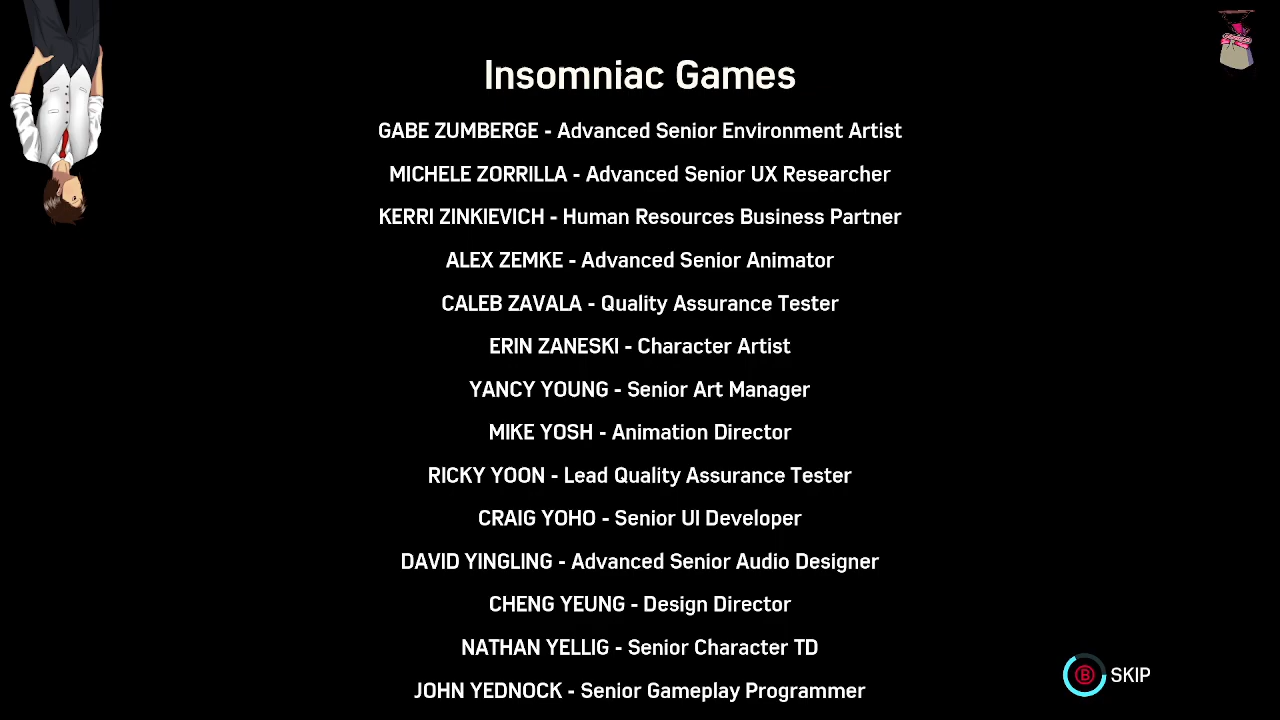 Insomniac Games
GABE ZUMBERGE - Advanced Senior Environment Artist
MICHELE ZORRILLA - Advanced Senior UX Researcher
KERRI ZINKIEVICH - Human Resources Business Partner
ALEX ZEMKE - Advanced Senior Animator
CALEB ZAVALA - Quality Assurance Tester
ERIN ZANESKI - Character Artist
YANCY YOUNG - Senior Art Manager
MIKE YOSH - Animation Director
RICKY YOON - Lead Quality Assurance Tester
CRAIG YOHO - Senior UI Developer
DAVID YINGLING - Advanced Senior Audio Designer
CHENG YEUNG - Design Director
NATHAN YELLIG - Senior Character TD
JOHN YEDNOCK - Senior Gameplay Programmer
B SKIP